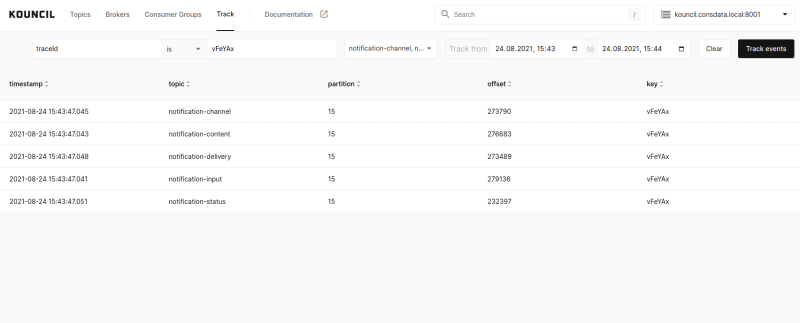 KOUNCIL Topics Brokers Consumer Groups Track Documentation Search / kouncil.consdata.local:8001
traceId is vFeYAx notification-channel, n... Track from 24.08.2021, 15:43 to 24.08.2021, 15:44 Clear Track events
timestamp topic partition offset key
2021-08-24 15:43:47.045 notification-channel 15 273790 vFeYAx
2021-08-24 15:43:47.043 notification-content 15 276683 vFeYAx
2021-08-24 15:43:47.048 notification-delivery 15 273489 vFeYAx
2021-08-24 15:43:47.041 notification-input 15 279136 vFeYAx
2021-08-24 15:43:47.051 notification-status 15 232397 vFeYAx